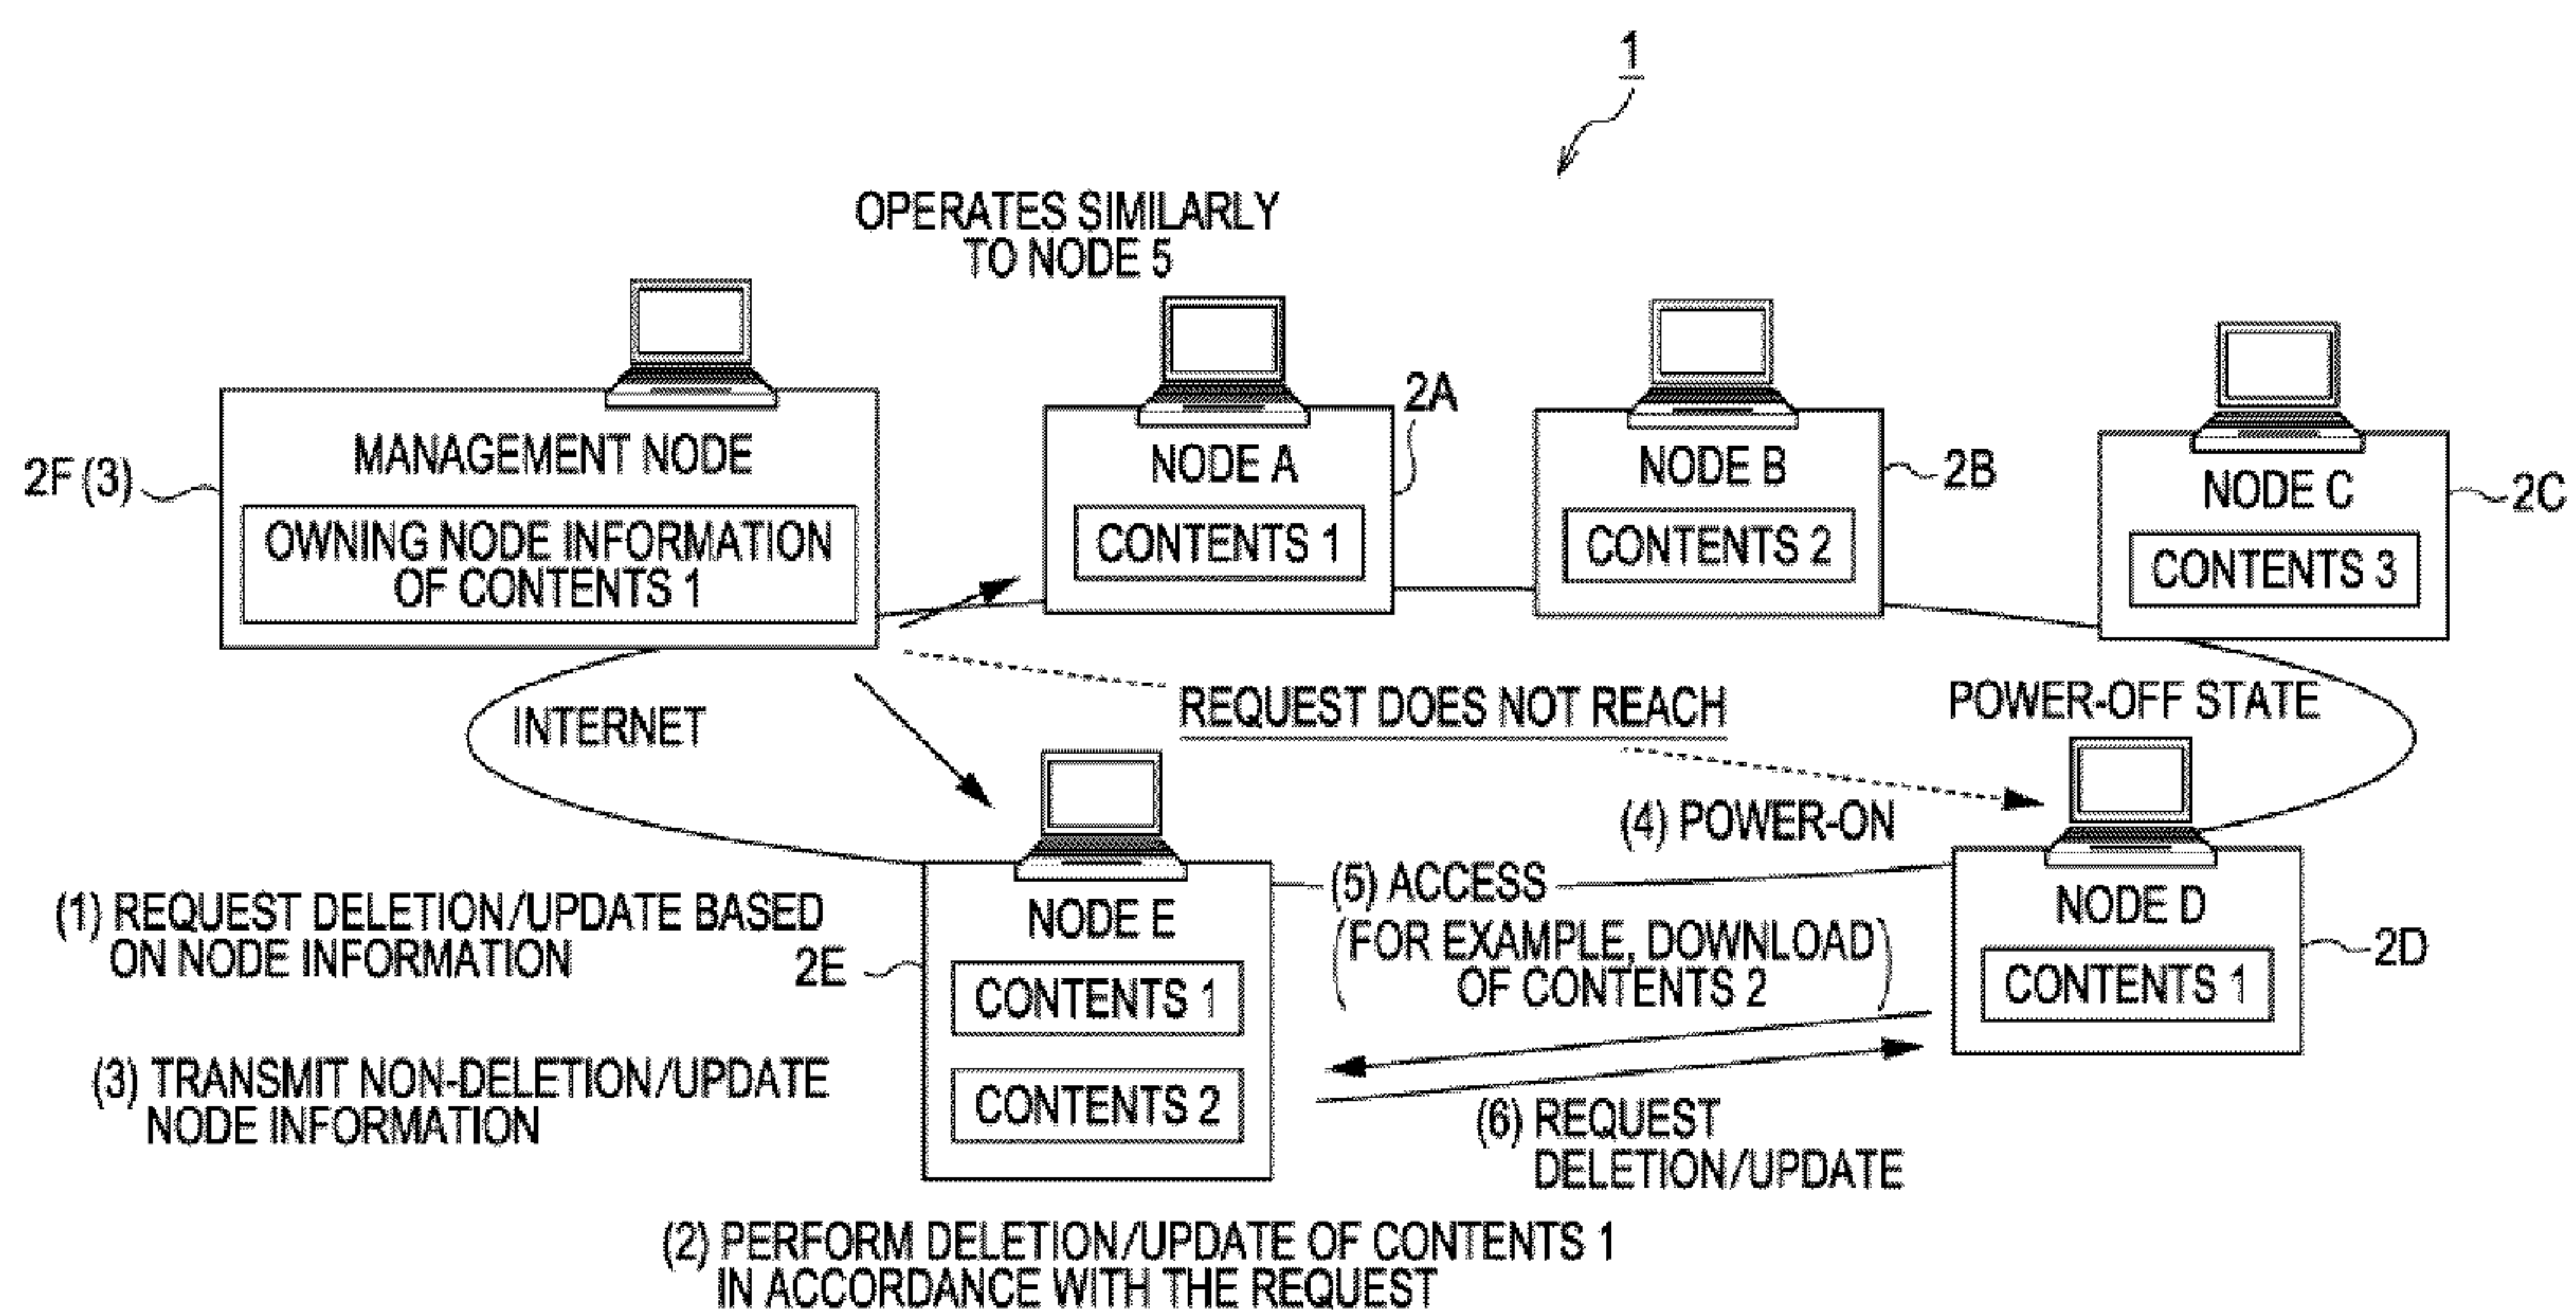 1
OPERATES SIMILARLY
TO NODE 5
2F (3)
MANAGEMENT NODE
OWNING NODE INFORMATION
OF CONTENTS 1
NODE A
CONTENTS 1
2A
NODE B
CONTENTS 2
2B
NODE C
CONTENTS 3
2C
INTERNET
REQUEST DOES NOT REACH
POWER-OFF STATE
(4) POWER-ON
(1) REQUEST DELETION/UPDATE BASED
ON NODE INFORMATION
(3) TRANSMIT NON-DELETION/UPDATE
NODE INFORMATION
2E
NODE E
CONTENTS 1
CONTENTS 2
(5) ACCESS
(FOR EXAMPLE, DOWNLOAD
OF CONTENTS 2)
NODE D
CONTENTS 1
2D
(6) REQUEST
DELETION/UPDATE
(2) PERFORM DELETION/UPDATE OF CONTENTS 1
IN ACCORDANCE WITH THE REQUEST